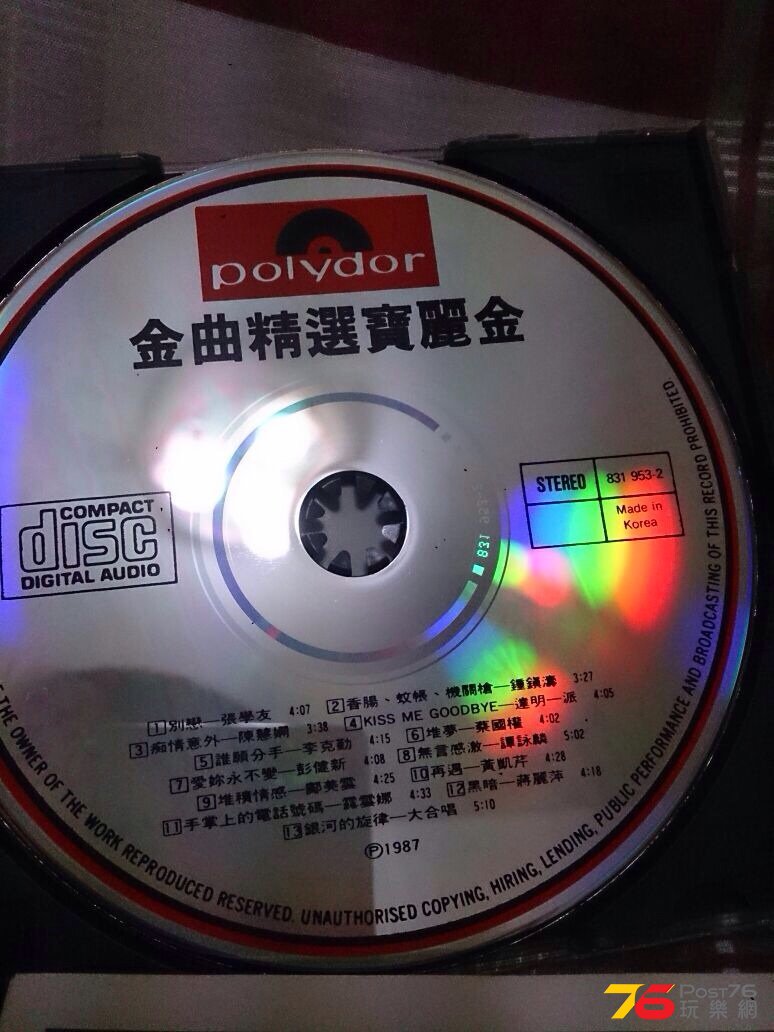 polydor
金曲精選寶麗金
COMPACT
disc
DIGITAL AUDIO
STEREO 831 953-2
Made in
Korea
831 953-
1 別戀—張學友 4:07 2 香腸、蚊帳、機關槍—鍾鎮濤 3:27
3 痴情意外—陳慧嫻 3:38 4 KISS ME GOODBYE—達明一派 4:05
5 誰願分手—李克勤 4:15 6 堆夢—蔡國權 4:02
7 愛妳永不變—彭健新 4:08 8 無言感激—譚詠麟 5:02
9 堆積情感—鄺美雲 4:25 10 再遇—黃凱芹 4:28
11 手掌上的電話號碼—露雲娜 4:33 12 黑暗—蔣麗萍 4:18
13 銀河的旋律—大合唱 5:10
Ⓟ1987
THE OWNER OF THE WORK REPRODUCED RESERVED. UNAUTHORISED COPYING, HIRING, LENDING, PUBLIC PERFORMANCE AND BROADCASTING OF THIS RECORD PROHIBITED.
76 Post76
玩樂網